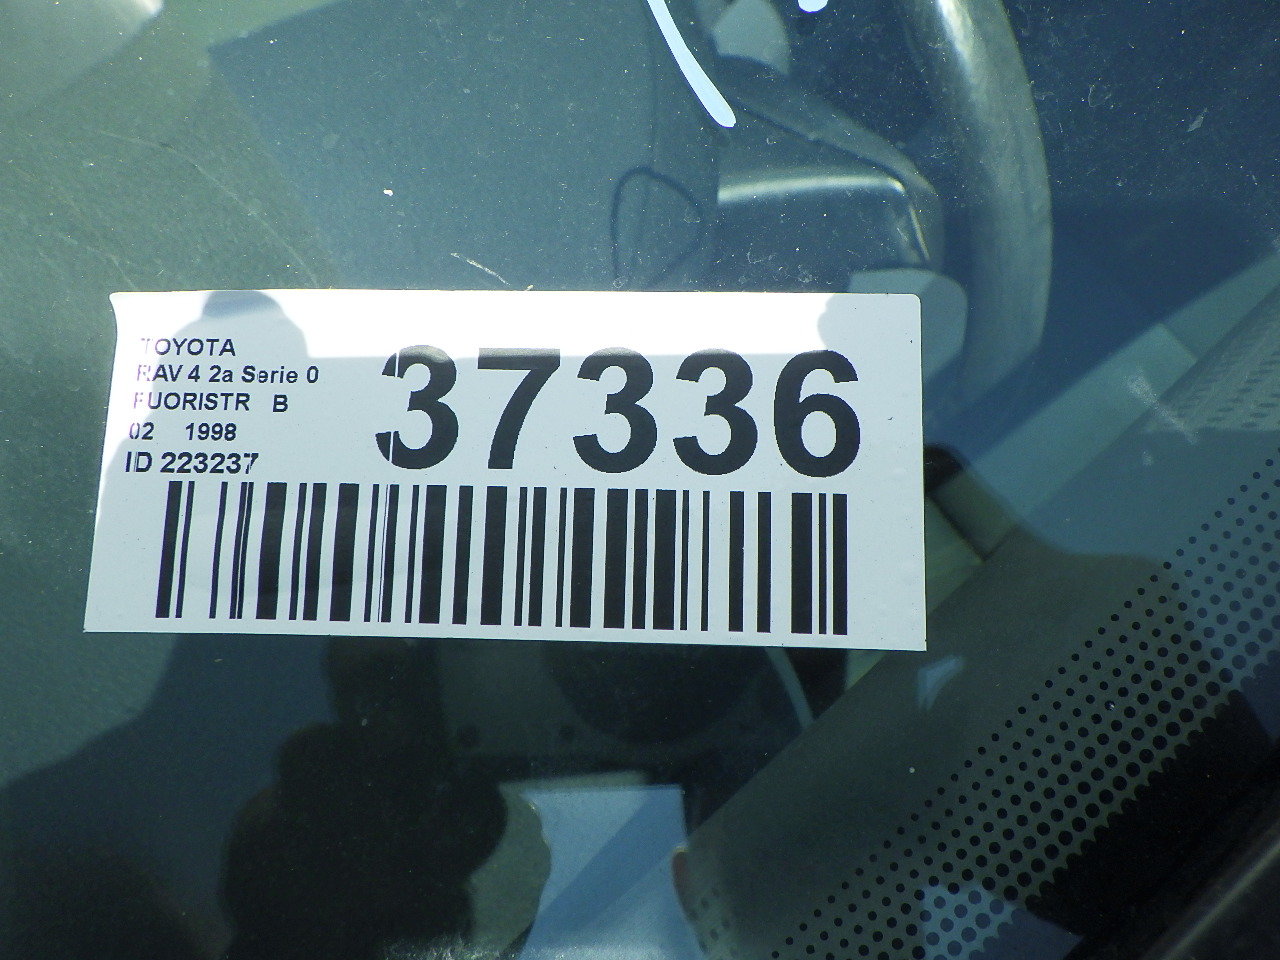 TOYOTA
RAV 4 2a Serie 0
FUORISTR B
02 1998
ID 223237
37336